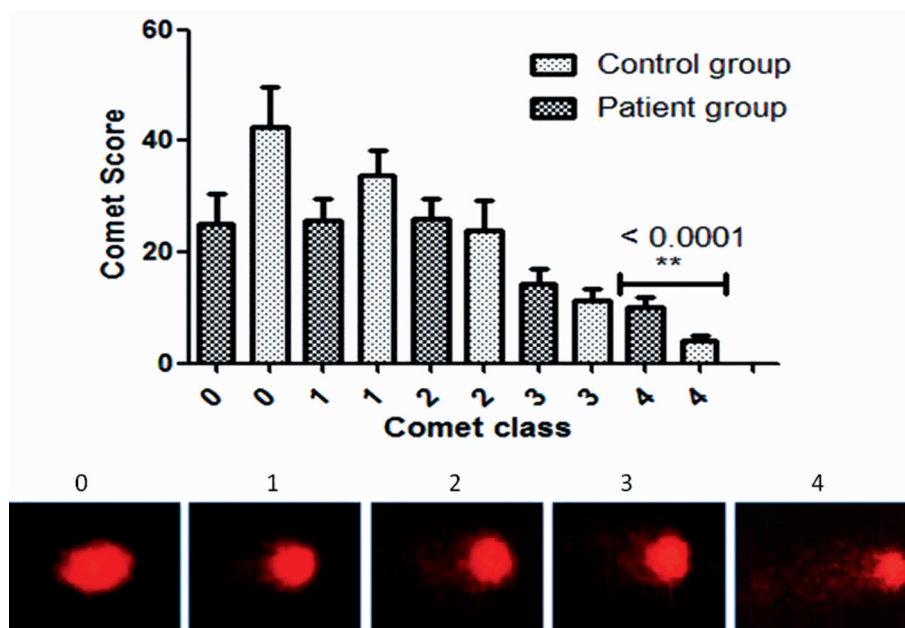 60
40
20
0
Comet Score
Control group
Patient group
< 0.0001
**
0 0 1 1 2 2 3 3 4 4
Comet class
0 1 2 3 4